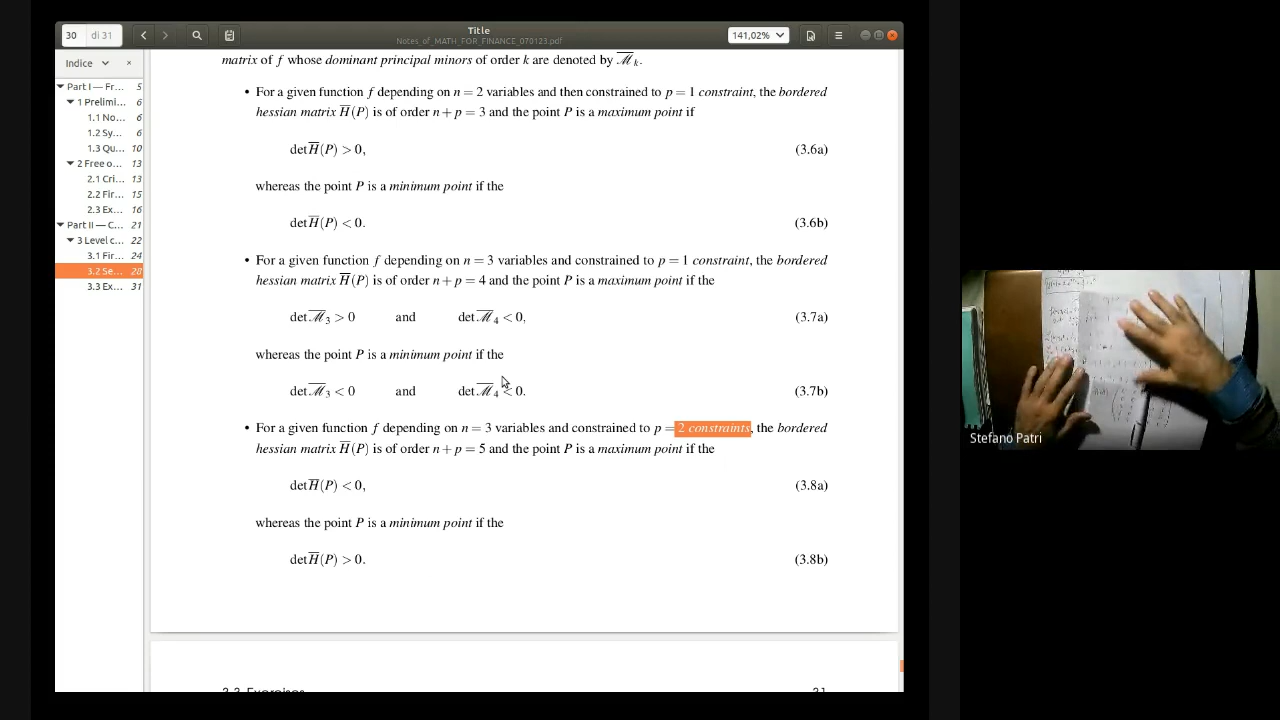 30 di 31
Title
Notes_of_MATH_FOR_FINANCE_070123.pdf
141,02%
Indice
Part I — Fr... 5
1 Prelimi... 6
1.1 No... 6
1.2 Sy... 6
1.3 Qu... 10
2 Free o... 13
2.1 Cri... 13
2.2 Fir... 15
2.3 Ex... 16
Part II — C... 21
3 Level c... 22
3.1 Fir... 24
3.2 Se... 28
3.3 Ex... 31
matrix of f whose dominant principal minors of order k are denoted by \overline{ℳ}_k.
• For a given function f depending on n = 2 variables and then constrained to p = 1 constraint, the bordered
hessian matrix H̅(P) is of order n + p = 3 and the point P is a maximum point if
det H̅(P) > 0, (3.6a)
whereas the point P is a minimum point if the
det H̅(P) < 0. (3.6b)
• For a given function f depending on n = 3 variables and constrained to p = 1 constraint, the bordered
hessian matrix H̅(P) is of order n + p = 4 and the point P is a maximum point if the
det ℳ̅₃ > 0 and det ℳ̅₄ < 0, (3.7a)
whereas the point P is a minimum point if the
det ℳ̅₃ < 0 and det ℳ̅₄ < 0. (3.7b)
• For a given function f depending on n = 3 variables and constrained to p = 2 constraints, the bordered
hessian matrix H̅(P) is of order n + p = 5 and the point P is a maximum point if the
det H̅(P) < 0, (3.8a)
whereas the point P is a minimum point if the
det H̅(P) > 0. (3.8b)
3.3 Exercises 31
Stefano Patri